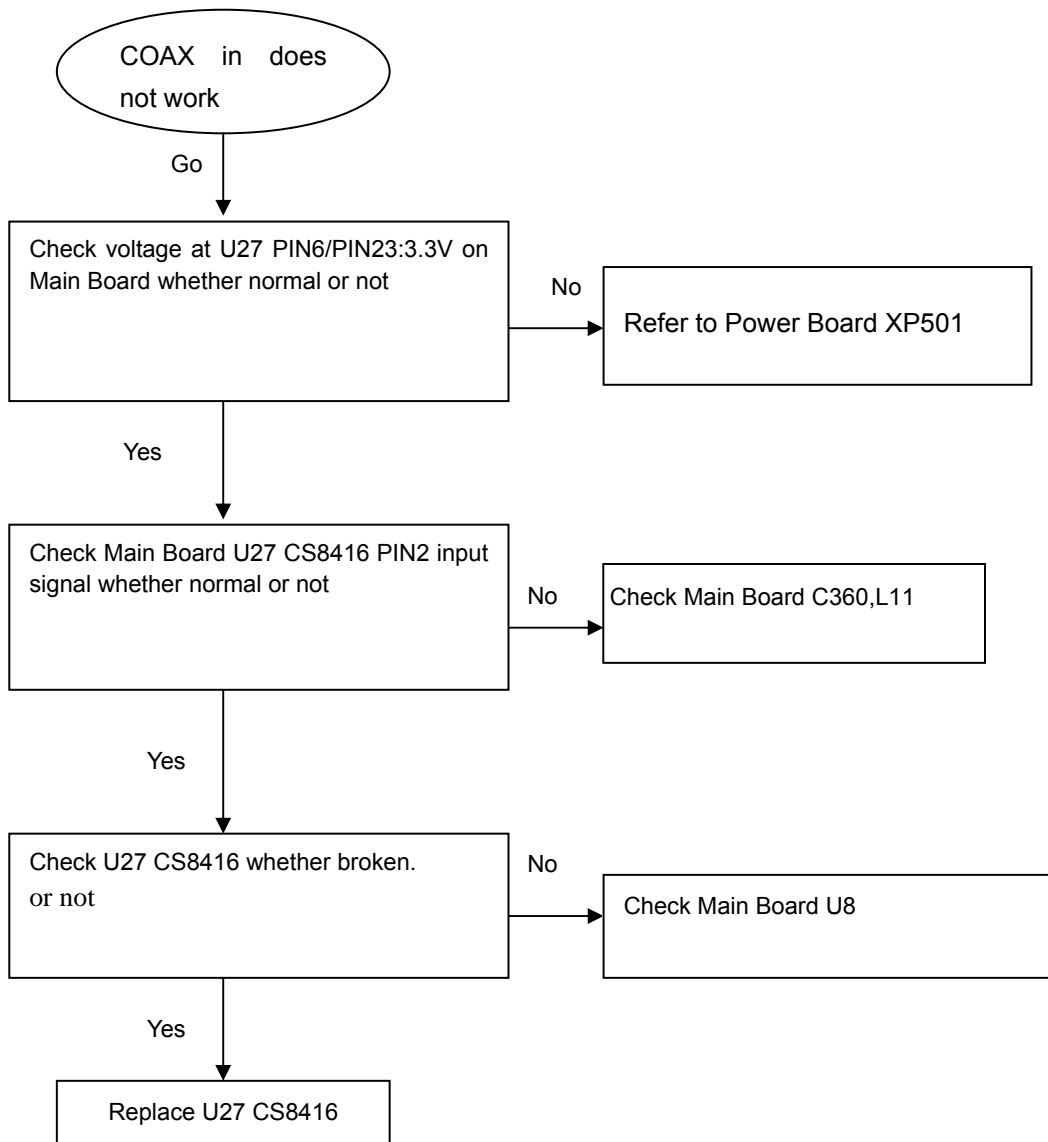 COAX in does
not work
Go
Check voltage at U27 PIN6/PIN23:3.3V on
Main Board whether normal or not
No
Refer to Power Board XP501
Yes
Check Main Board U27 CS8416 PIN2 input
signal whether normal or not
No
Check Main Board C360,L11
Yes
Check U27 CS8416 whether broken.
or not
No
Check Main Board U8
Yes
Replace U27 CS8416